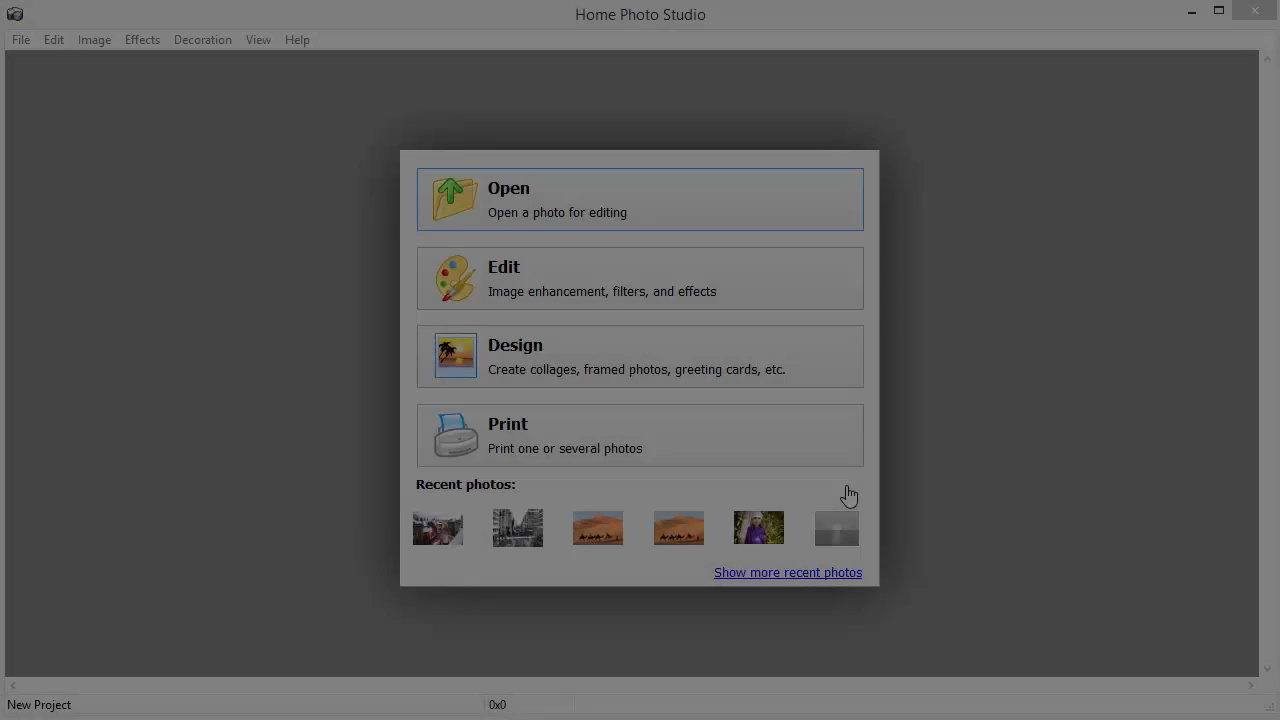 Home Photo Studio
File Edit Image Effects Decoration View Help
Open
Open a photo for editing
Edit
Image enhancement, filters, and effects
Design
Create collages, framed photos, greeting cards, etc.
Print
Print one or several photos
Recent photos:
Show more recent photos
New Project 0x0